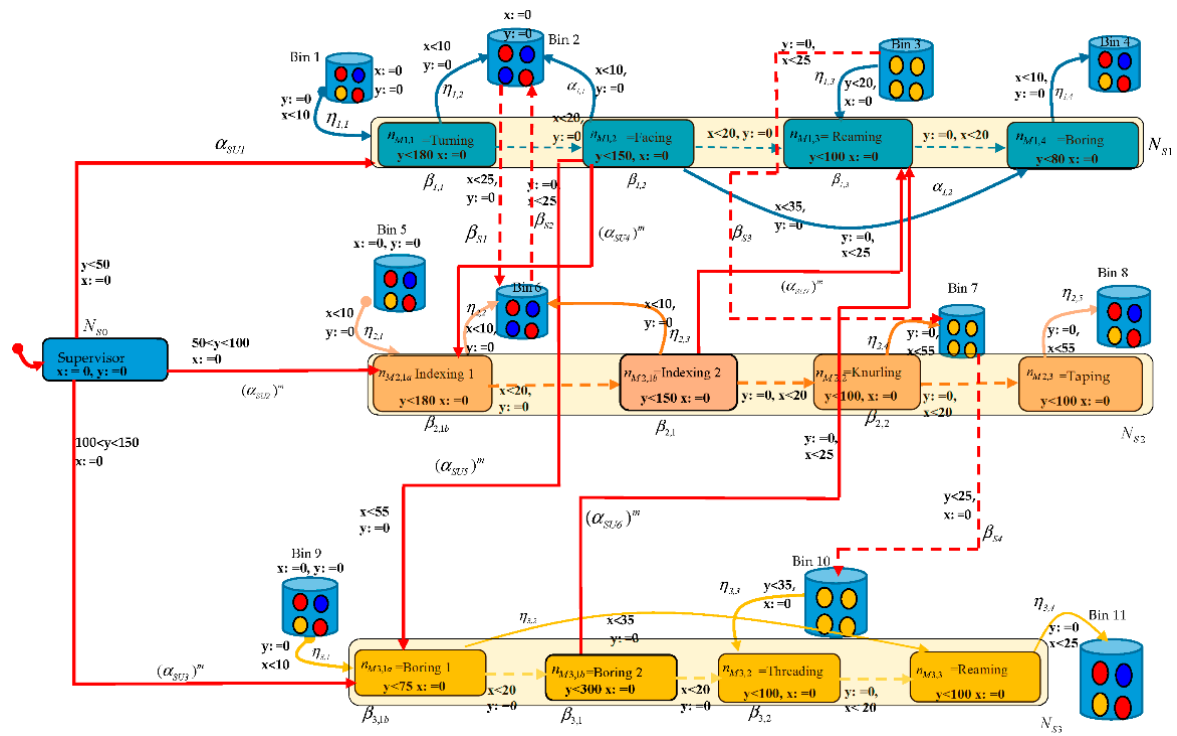 x: =0
y: =0
Bin 2
Bin 1
x: =0
y: =0
y: =0
x<10
η1,1
x<10
y: =0
η1,2
x<10,
y: =0
α1,1
y: =0,
x<25
Bin 3
η1,3
y<20,
x: =0
Bin 4
x<10,
y: =0
η1,4
αSU1
nM1,1 =Turning
y<180 x: =0
x<20,
y: =0
nM1,2 =Facing
y<150, x: =0
x<20, y: =0
nM1,3= Reaming
y<100 x: =0
y: =0, x<20
nM1,4 =Boring
y<80 x: =0
NS1
β1,1
β1,2
β1,3
α1,2
x<25,
y: =0
y: =0,
x<25
βS1
βS2
(αSU4)m
x<35,
y: =0
y: =0,
x<25
βS3
Bin 5
x: =0, y: =0
x<10
y: =0
η2,1
η2,2
x<10,
y: =0
Bin 6
x<10,
y: =0
η2,3
Bin 7
η2,4
y: =0,
x<55
Bin 8
η2,5
y: =0,
x<55
y<50
x: =0
NS0
Supervisor
x: = 0, y: =0
50<y<100
x: =0
(αSU2)m
nM2,1a Indexing 1
y<180 x: =0
x<20,
y: =0
nM2,1b=Indexing 2
y<150 x: =0
y: =0, x<20
nM2,2=Knurling
y<100, x: =0
y: =0,
x<20
nM2,3 =Taping
y<100 x: =0
NS2
β2,1b
β2,1
β2,2
100<y<150
x: =0
(αSU5)m
y: =0,
x<25
x<55
y: =0
(αSU6)m
y<25,
x: =0
βS4
Bin 9
x: =0, y: =0
y: =0
x<10
η3,1
η3,2
x<35
y: =0
η3,3
y<35,
x: =0
Bin 10
η3,4
y: =0
x<25
Bin 11
(αSU3)m
nM3,1a=Boring 1
y<75 x: =0
x<20
y: =0
nM3,1b=Boring 2
y<300 x: =0
x<20
y: =0
nM3,2 =Threading
y<100, x: =0
y: =0,
x<20
nM3,3 =Reaming
y<100 x: =0
NS3
β3,1b
β3,1
β3,2